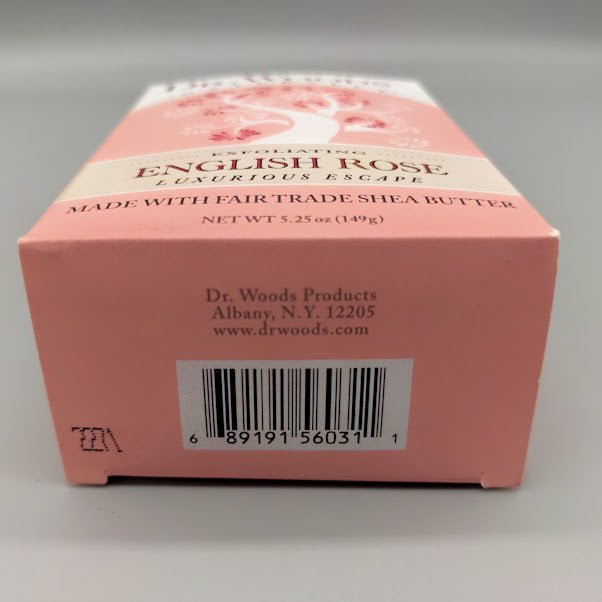 EXFOLIATING
ENGLISH ROSE
LUXURIOUS ESCAPE
MADE WITH FAIR TRADE SHEA BUTTER
NET WT 5.25 oz (149g)
Dr. Woods Products
Albany, N.Y. 12205
www.drwoods.com
6 89191 56031 1